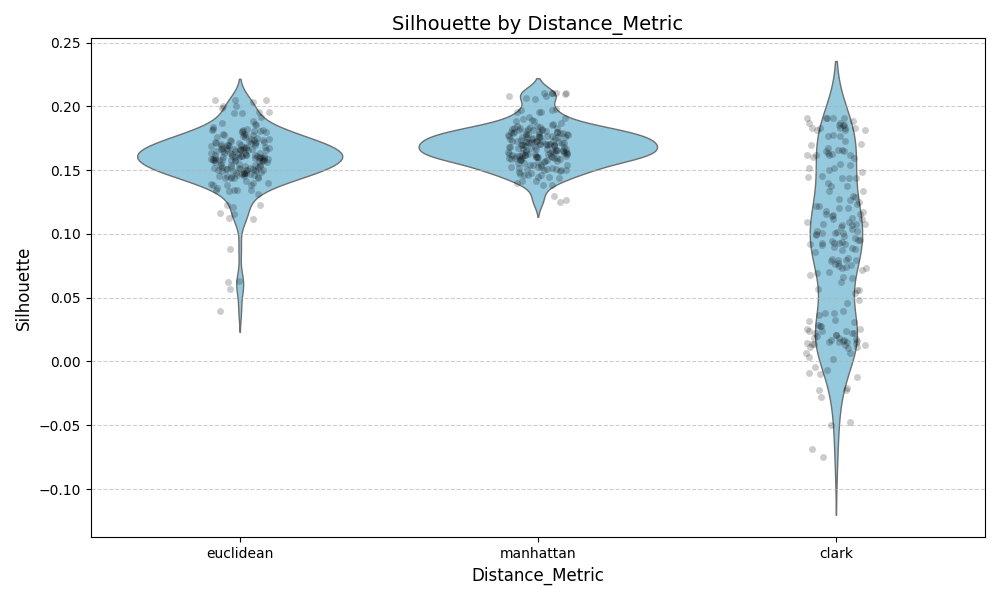 Silhouette by Distance_Metric
0.25
0.20
0.15
0.10
0.05
0.00
−0.05
−0.10
Silhouette
euclidean manhattan clark
Distance_Metric